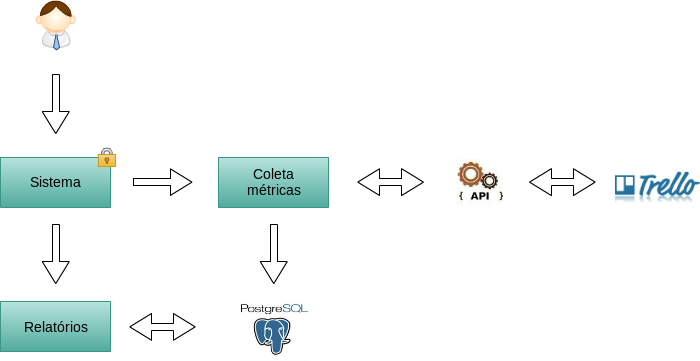 Sistema
Coleta
métricas
{ API }
Trello
Relatórios
PostgreSQL